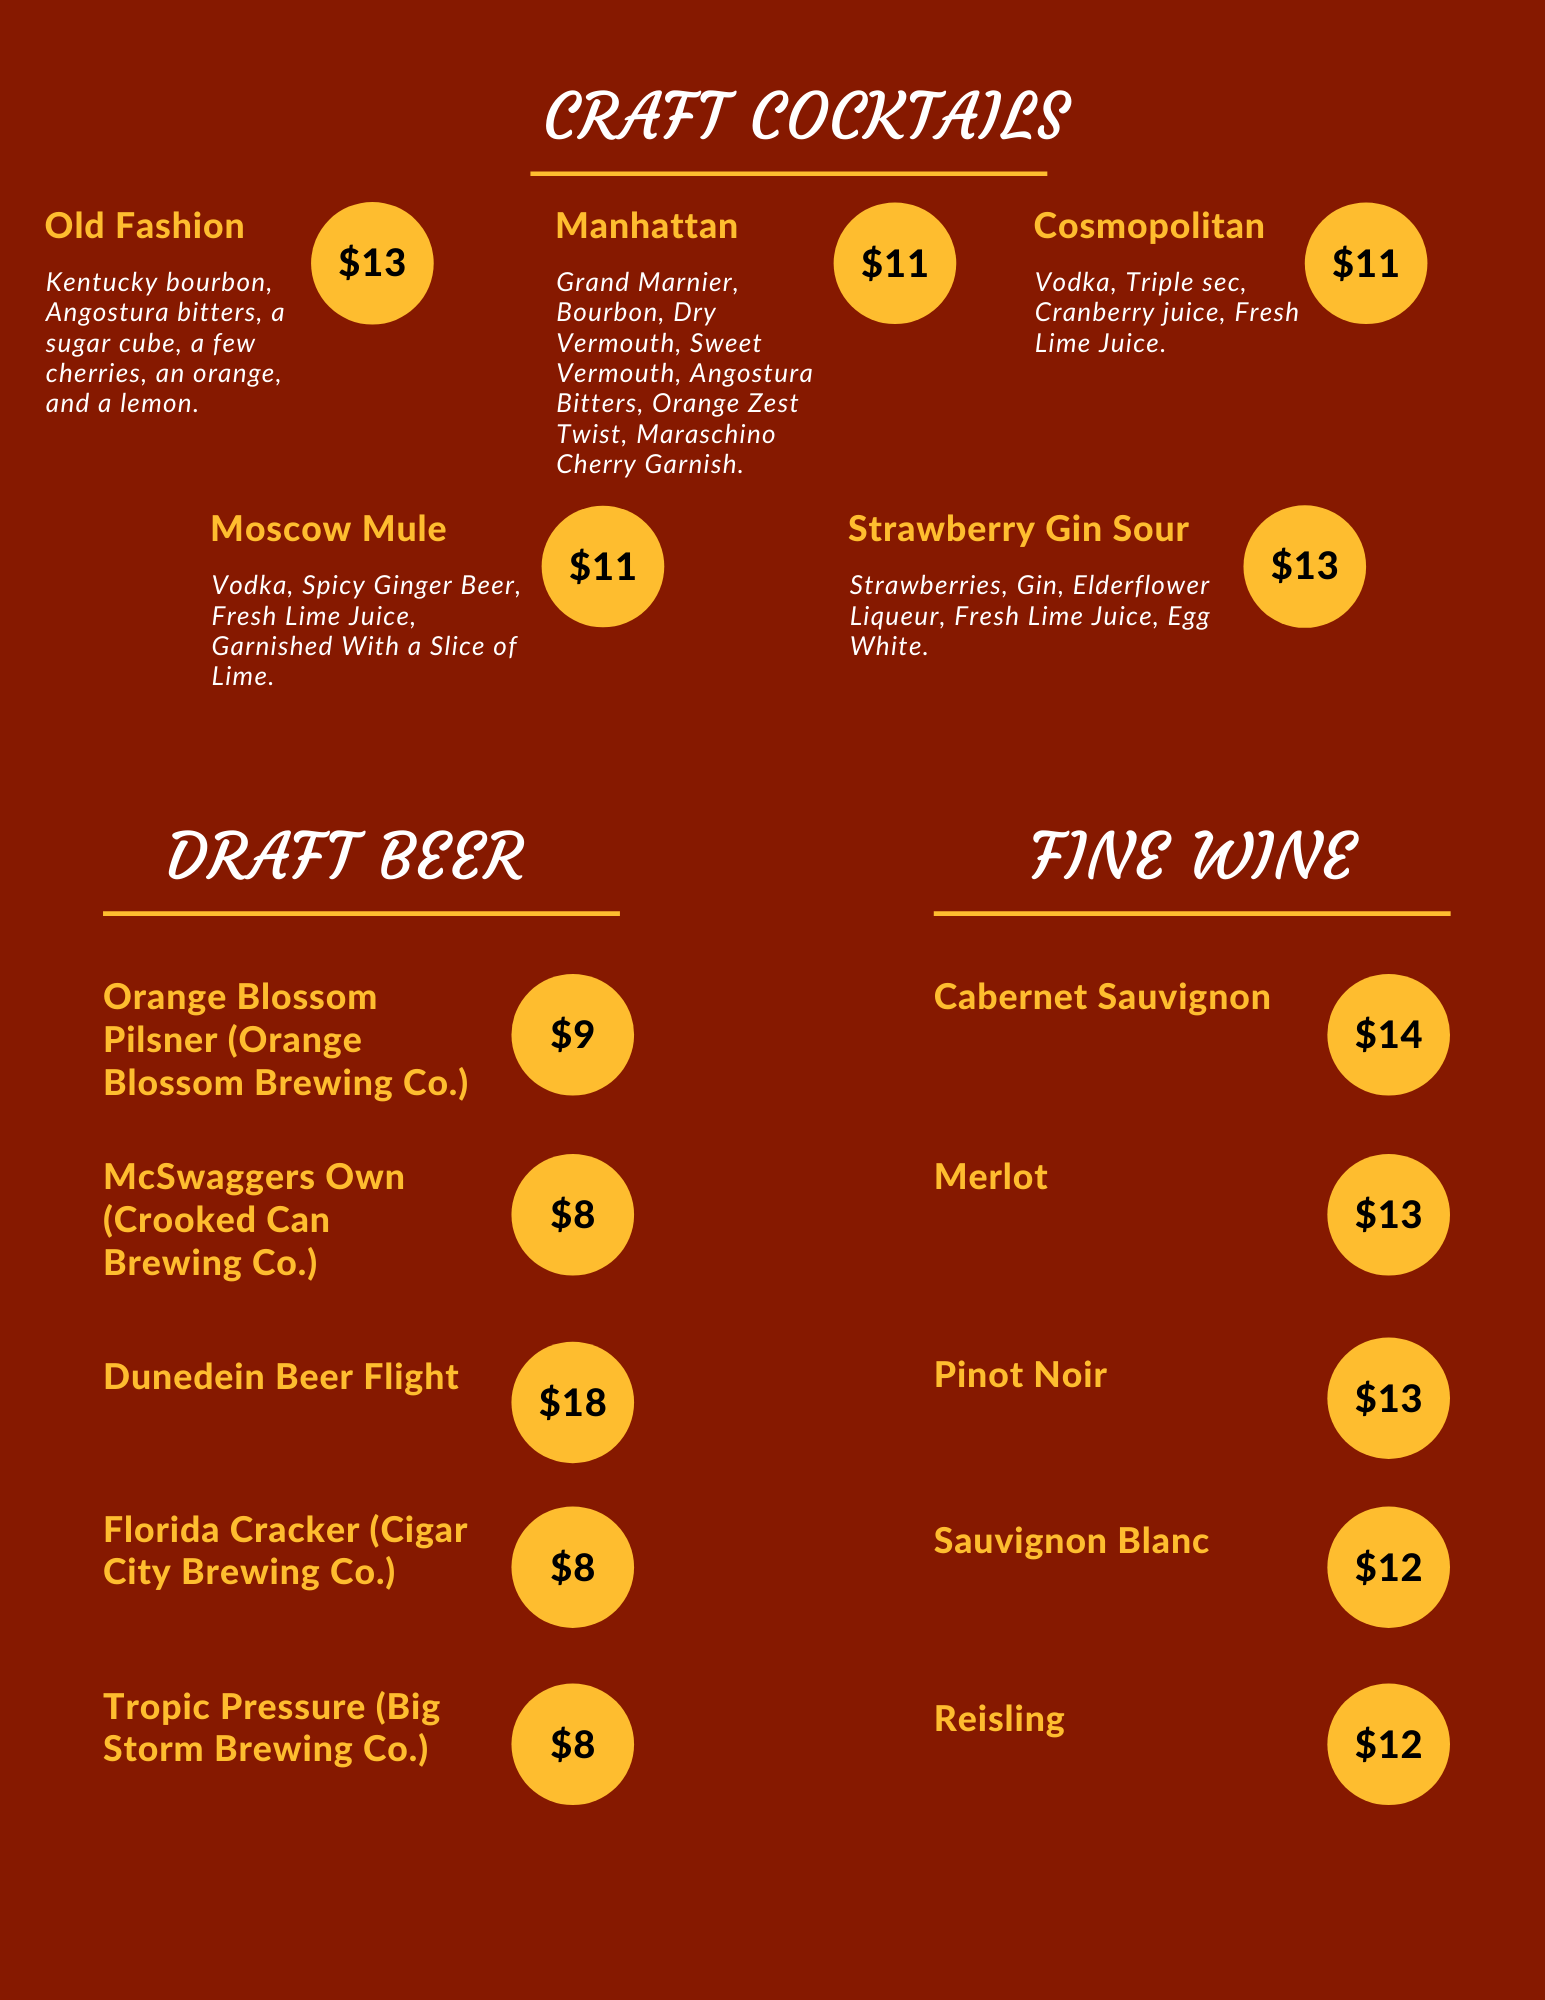 CRAFT COCKTAILS
Old Fashion
$13
Kentucky bourbon,
Angostura bitters, a
sugar cube, a few
cherries, an orange,
and a lemon.
Manhattan
$11
Grand Marnier,
Bourbon, Dry
Vermouth, Sweet
Vermouth, Angostura
Bitters, Orange Zest
Twist, Maraschino
Cherry Garnish.
Cosmopolitan
$11
Vodka, Triple sec,
Cranberry juice, Fresh
Lime Juice.
Moscow Mule
$11
Vodka, Spicy Ginger Beer,
Fresh Lime Juice,
Garnished With a Slice of
Lime.
Strawberry Gin Sour
$13
Strawberries, Gin, Elderflower
Liqueur, Fresh Lime Juice, Egg
White.
DRAFT BEER
Orange Blossom
Pilsner (Orange
Blossom Brewing Co.)
$9
McSwaggers Own
(Crooked Can
Brewing Co.)
$8
Dunedein Beer Flight
$18
Florida Cracker (Cigar
City Brewing Co.)
$8
Tropic Pressure (Big
Storm Brewing Co.)
$8
FINE WINE
Cabernet Sauvignon
$14
Merlot
$13
Pinot Noir
$13
Sauvignon Blanc
$12
Reisling
$12